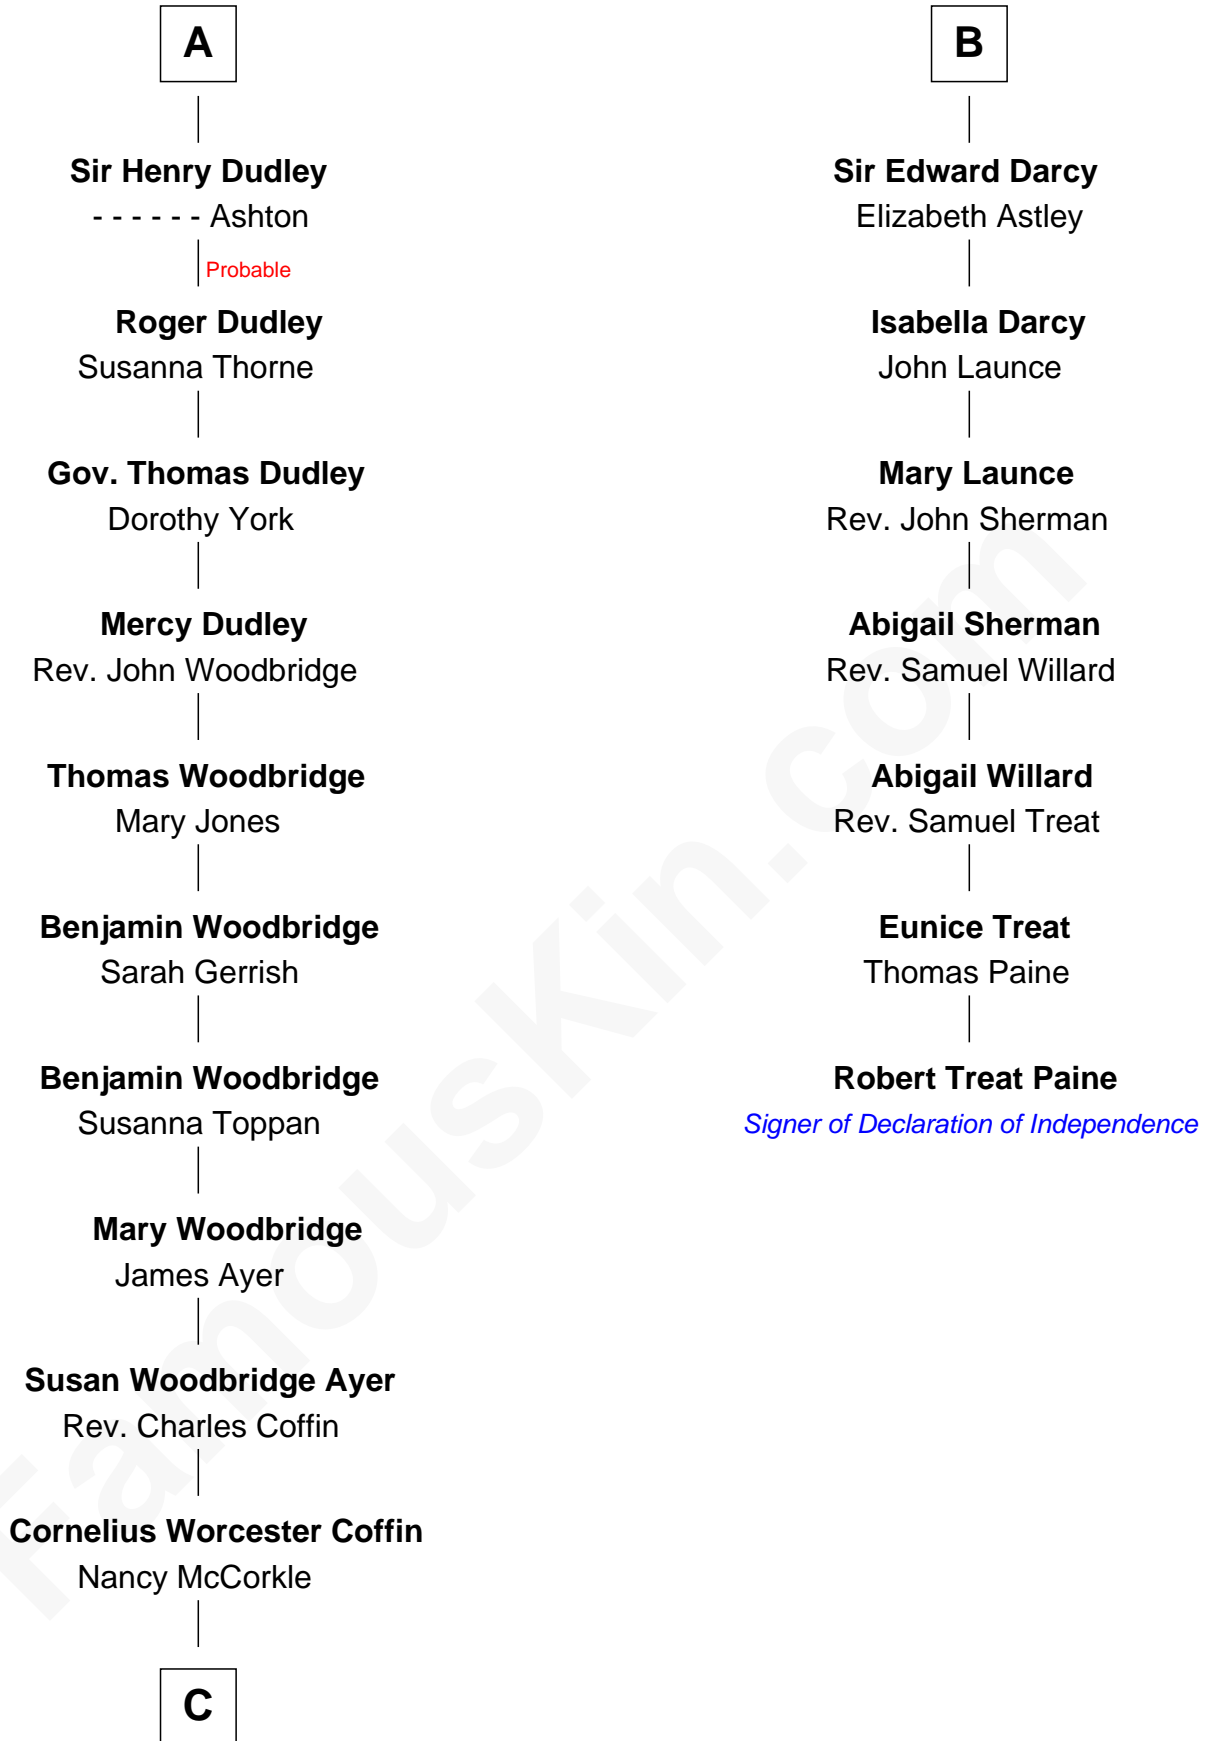 A
Sir Henry Dudley
- - - - - - Ashton
Probable
Roger Dudley
Susanna Thorne
Gov. Thomas Dudley
Dorothy York
Mercy Dudley
Rev. John Woodbridge
Thomas Woodbridge
Mary Jones
Benjamin Woodbridge
Sarah Gerrish
Benjamin Woodbridge
Susanna Toppan
Mary Woodbridge
James Ayer
Susan Woodbridge Ayer
Rev. Charles Coffin
Cornelius Worcester Coffin
Nancy McCorkle
C
B
Sir Edward Darcy
Elizabeth Astley
Isabella Darcy
John Launce
Mary Launce
Rev. John Sherman
Abigail Sherman
Rev. Samuel Willard
Abigail Willard
Rev. Samuel Treat
Eunice Treat
Thomas Paine
Robert Treat Paine
Signer of Declaration of Independence
FamousKin.com